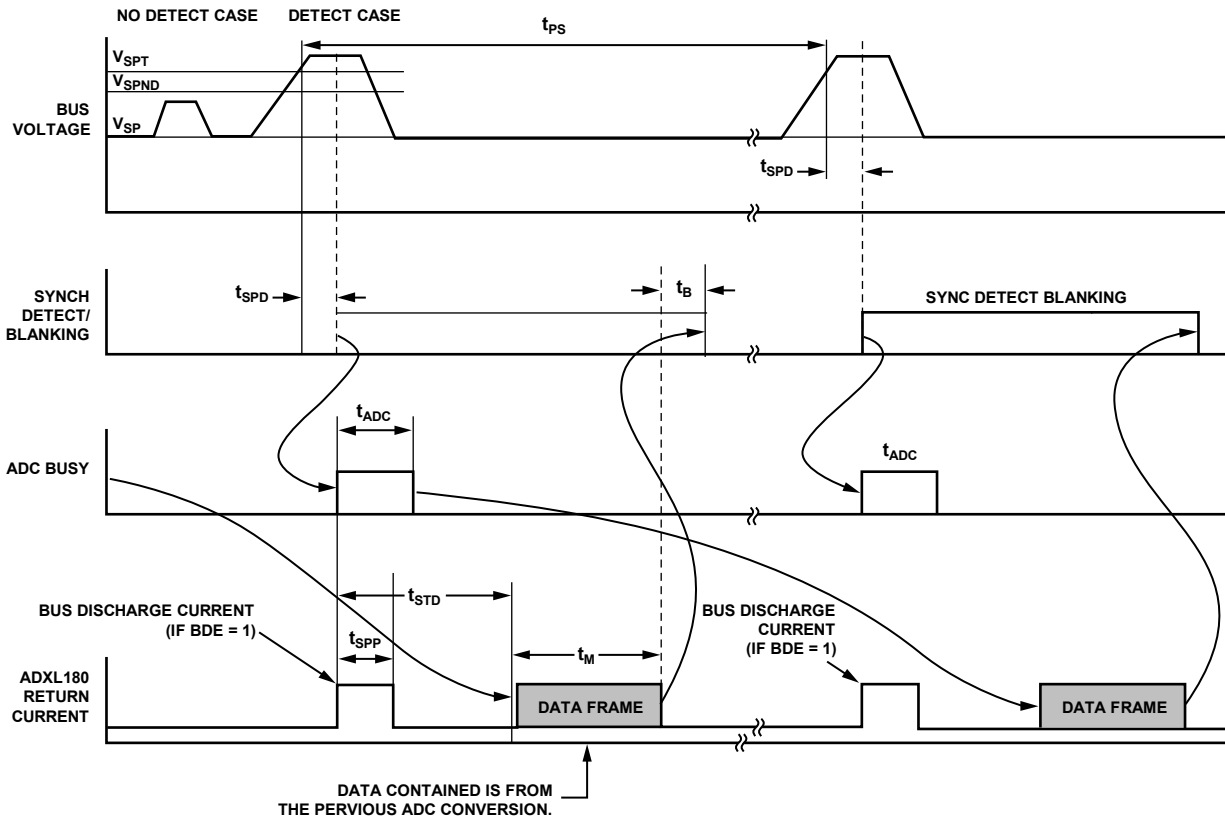 NO DETECT CASE
DETECT CASE
tPS
VSPT
VSPND
BUS
VOLTAGE
VSP
tSPD
SYNCH
DETECT/
BLANKING
tSPD
tB
SYNC DETECT BLANKING
tADC
ADC BUSY
tADC
tSTD
BUS DISCHARGE CURRENT
(IF BDE = 1)
tSPP
tM
BUS DISCHARGE
CURRENT
(IF BDE = 1)
ADXL180
RETURN
CURRENT
DATA FRAME
DATA FRAME
DATA CONTAINED IS FROM
THE PERVIOUS ADC CONVERSION.